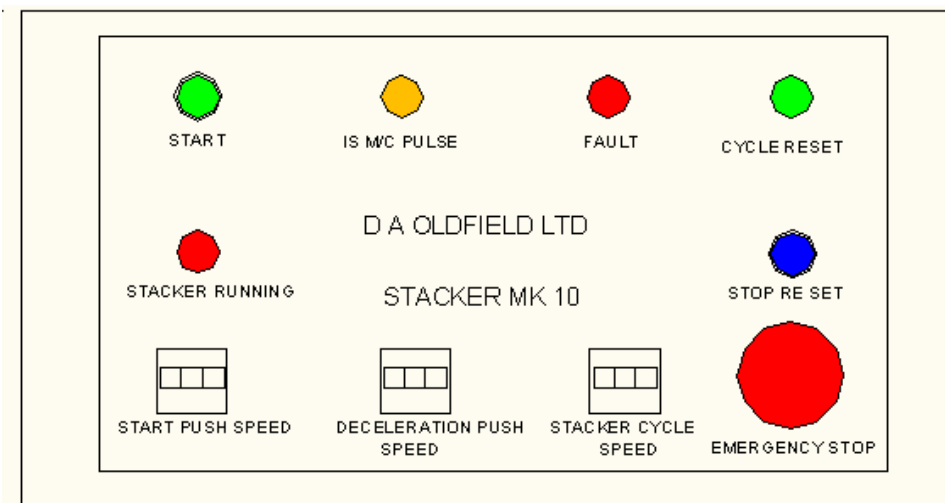 START
IS M/C PULSE
FAULT
CYCLE RESET
D A OLDFIELD LTD
STACKER RUNNING
STACKER MK 10
STOP RE SET
START PUSH SPEED
DECELERATION PUSH
SPEED
STACKER CYCLE
SPEED
EMERGENCY STOP